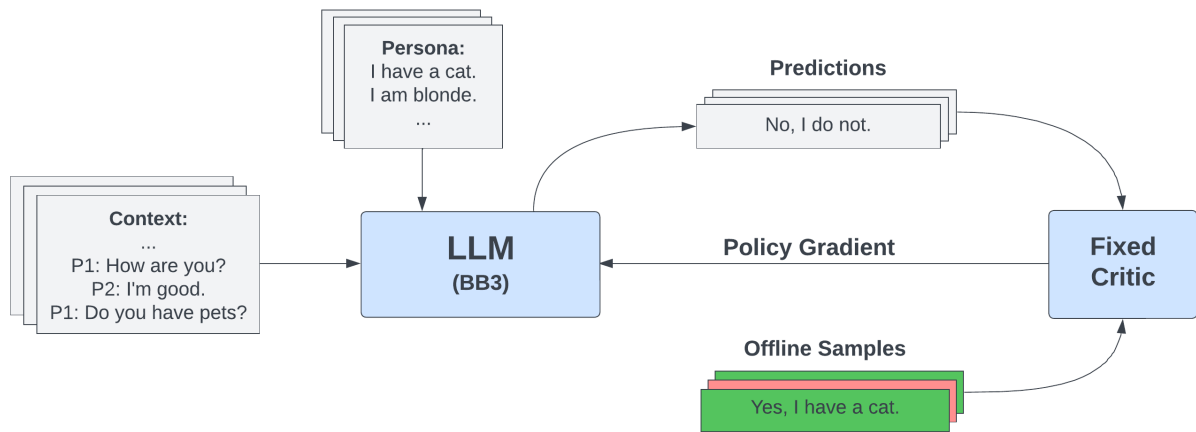 Persona:
I have a cat.
I am blonde.
...
Predictions
No, I do not.
Context:
...
P1: How are you?
P2: I'm good.
P1: Do you have pets?
LLM
(BB3)
Policy Gradient
Fixed
Critic
Offline Samples
Yes, I have a cat.